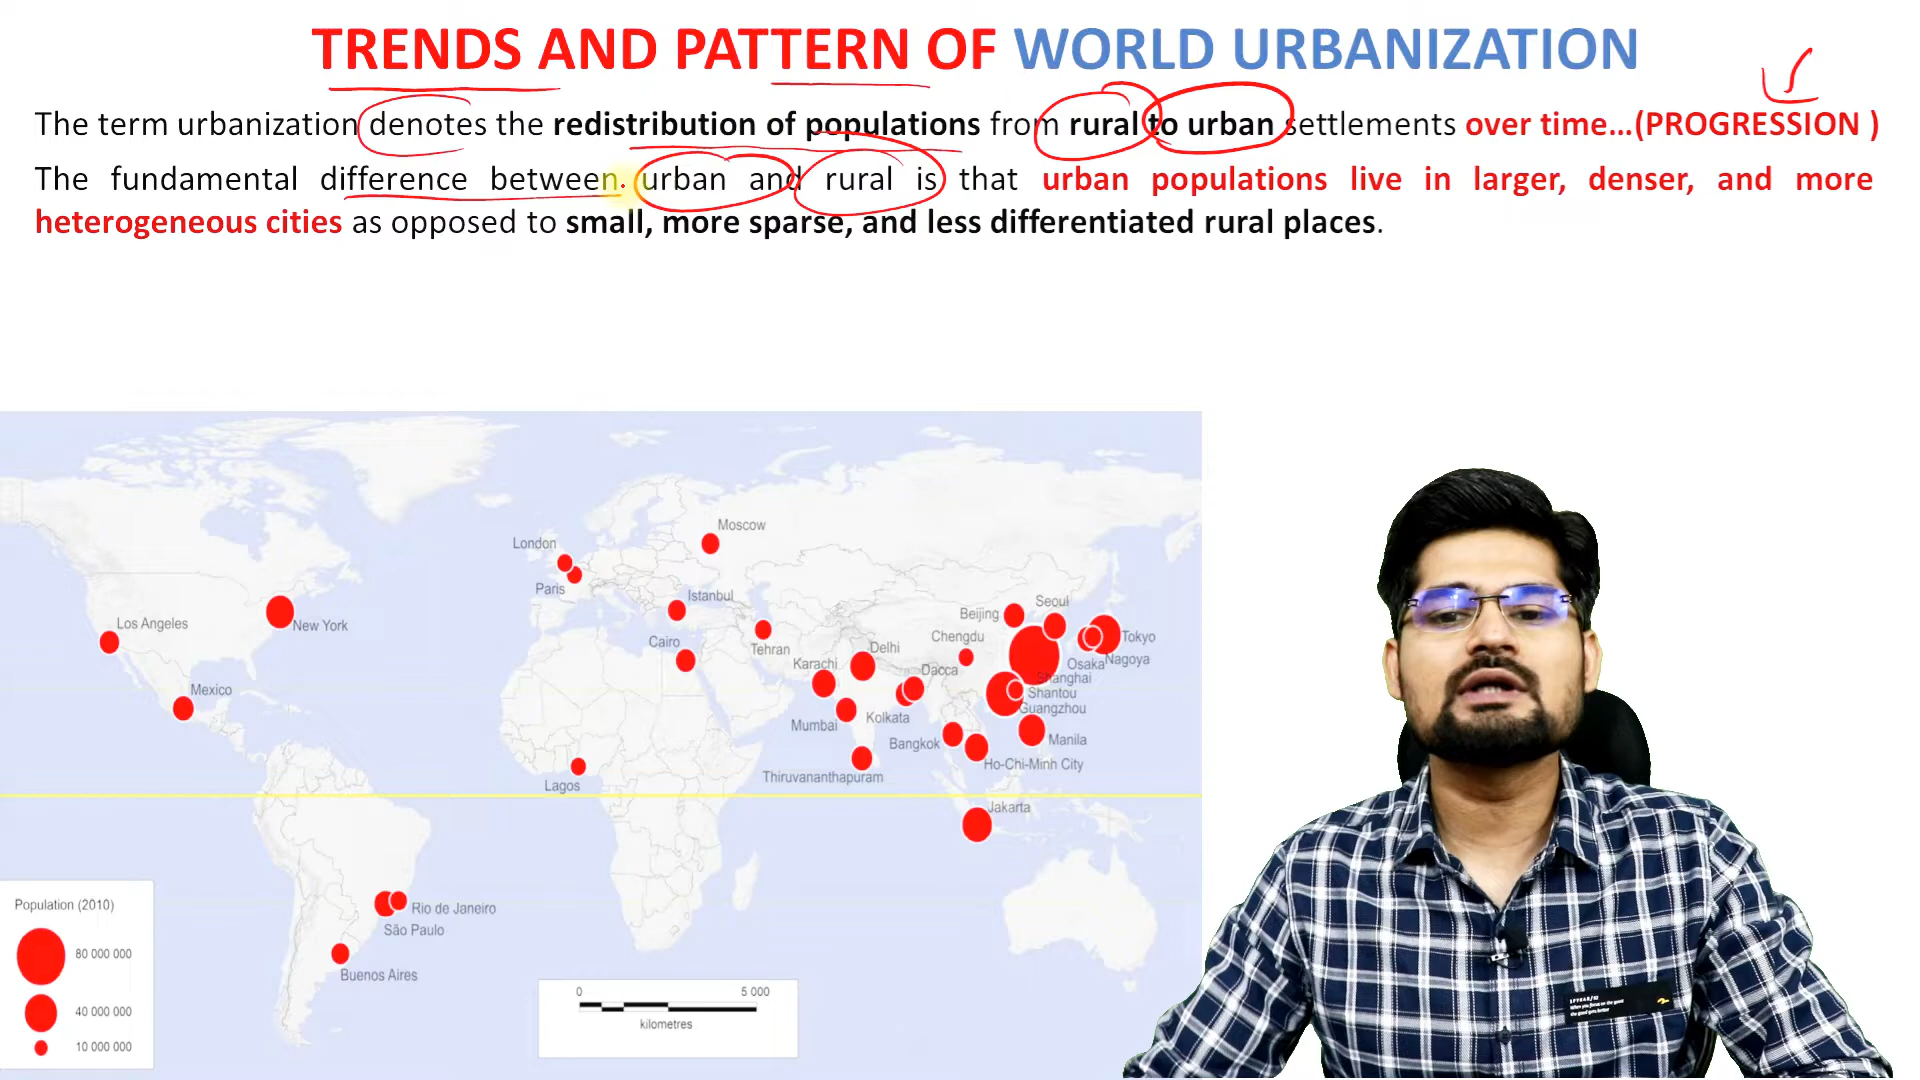 TRENDS AND PATTERN OF WORLD URBANIZATION
The term urbanization denotes the redistribution of populations from rural to urban settlements over time...(PROGRESSION )
The fundamental difference between urban and rural is that urban populations live in larger, denser, and more
heterogeneous cities as opposed to small, more sparse, and less differentiated rural places.
Moscow
London
Paris
Istanbul
Los Angeles
New York
Beijing
Seoul
Chengdu
Tokyo
Cairo
Tehran
Delhi
Osaka
Nagoya
Karachi
Dacca
Shanghai
Mexico
Shantou
Guangzhou
Mumbai
Kolkata
Bangkok
Manila
Ho-Chi-Minh City
Thiruvananthapuram
Lagos
Jakarta
Rio de Janeiro
São Paulo
Buenos Aires
Population (2010)
80 000 000
40 000 000
10 000 000
0 5 000
kilometres